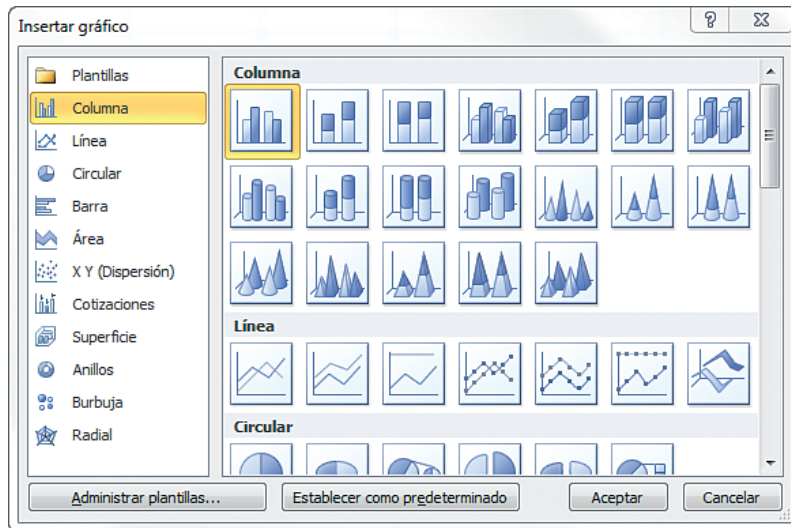 Insertar gráfico
Plantillas
Columna
Línea
Circular
Barra
Área
X Y (Dispersión)
Cotizaciones
Superficie
Anillos
Burbuja
Radial
Columna
Línea
Circular
Administrar plantillas...
Establecer como predeterminado
Aceptar
Cancelar